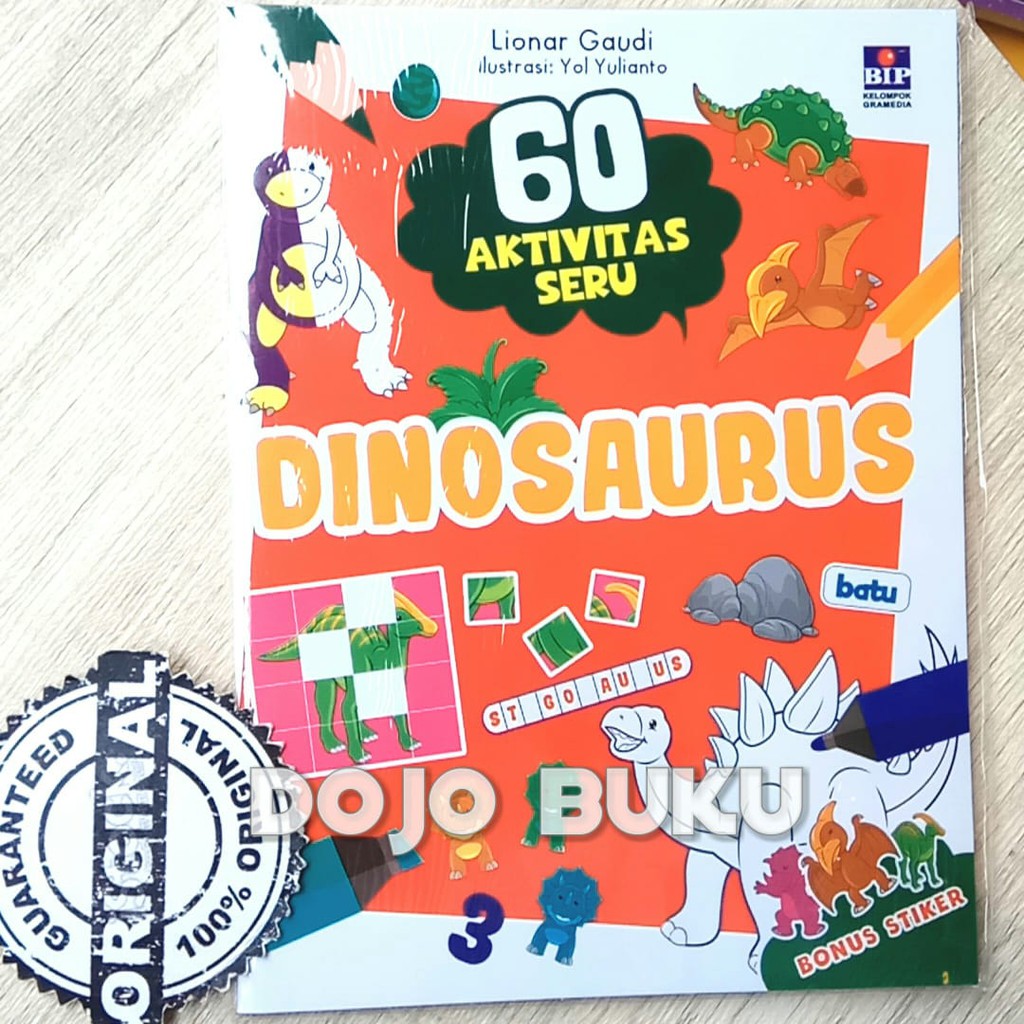 Lionar Gaudi
ilustrasi: Yol Yulianto
BIP
KELOMPOK
GRAMEDIA
60
AKTIVITAS
SERU
DINOSAURUS
batu
ST GO AU US
DOJO BUKU
3
BONUS STIKER
GUARANTEED
ORIGINAL
ORIGINAL
100% ORIGINAL